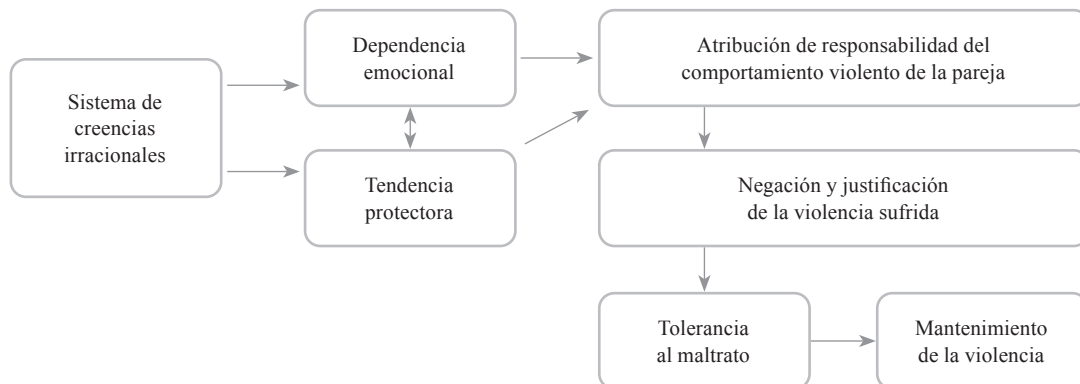 Sistema de
creencias
irracionales
Dependencia
emocional
Tendencia
protectora
Atribución de responsabilidad del
comportamiento violento de la pareja
Negación y justificación
de la violencia sufrida
Tolerancia
al maltrato
Mantenimiento
de la violencia